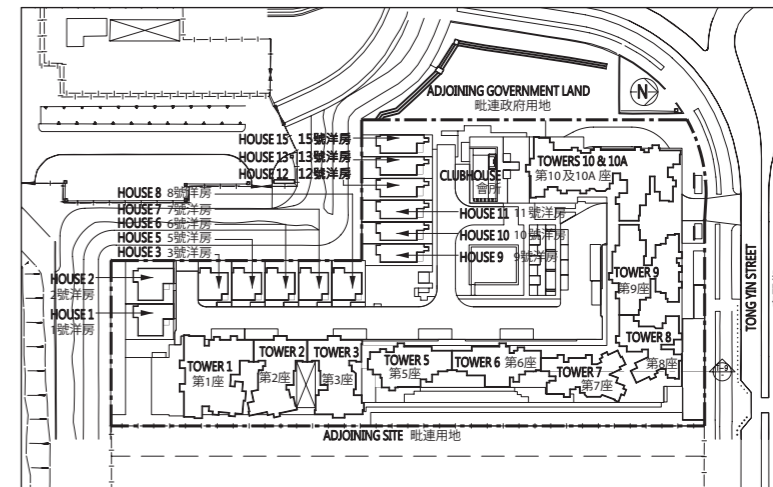 ADJOINING GOVERNMENT LAND
毗連政府用地
N
HOUSE 15 15號洋房
HOUSE 13 13號洋房
HOUSE 12 12號洋房
CLUBHOUSE
會所
TOWERS 10 & 10A
第10及10A 座
HOUSE 8 8號洋房
HOUSE 7 7號洋房
HOUSE 6 6號洋房
HOUSE 5 5號洋房
HOUSE 3 3號洋房
HOUSE 11 11號洋房
HOUSE 10 10號洋房
HOUSE 9 9號洋房
HOUSE 2
2號洋房
HOUSE 1
1號洋房
TOWER 9
第9座
TONG YIN STREET
TOWER 8
第8座
TOWER 1
第1座
TOWER 2
第2座
TOWER 3
第3座
TOWER 5
第5座
TOWER 6 第6座
TOWER 7
第7座
ADJOINING SITE 毗連用地